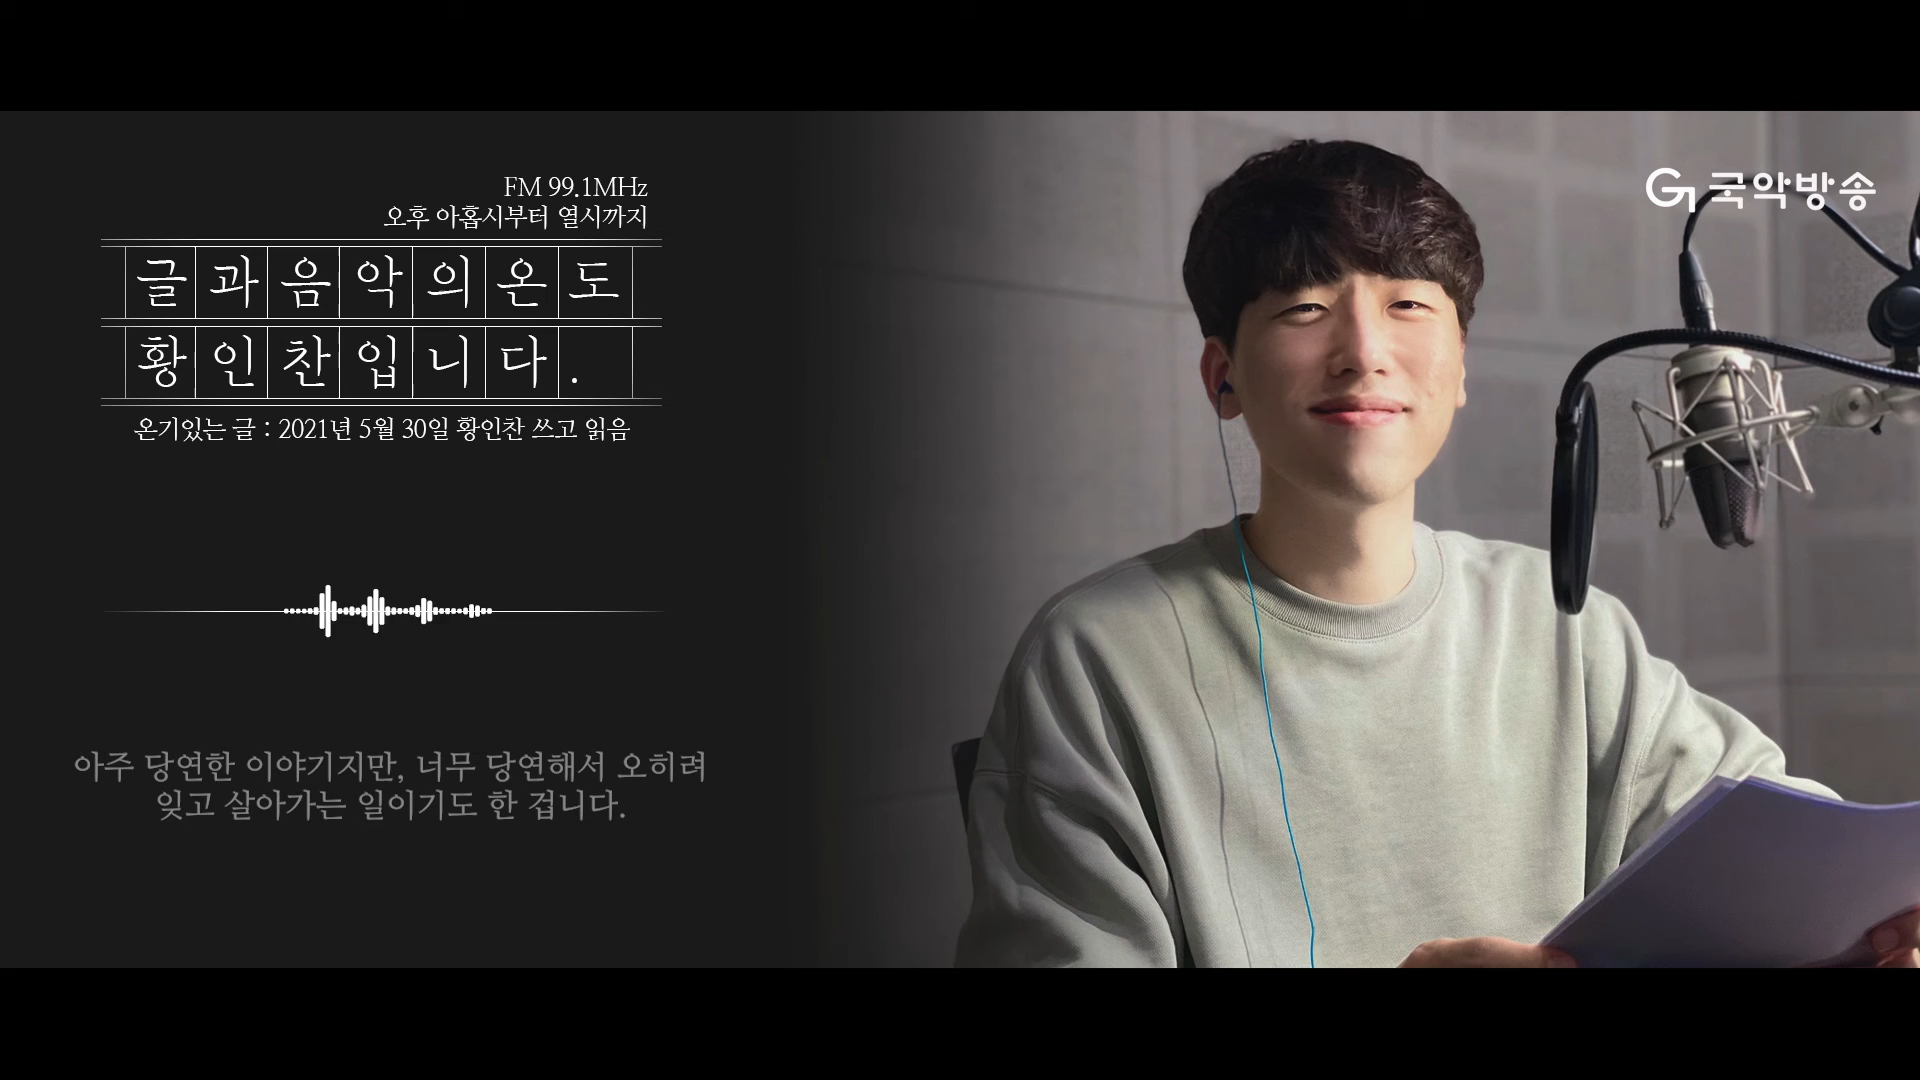 FM 99.1MHz
오후 아홉시부터 열시까지
글과음악의온도
황인찬입니다.
온기있는 글 : 2021년 5월 30일 황인찬 쓰고 읽음
국악방송
아주 당연한 이야기지만, 너무 당연해서 오히려
잊고 살아가는 일이기도 한 겁니다.